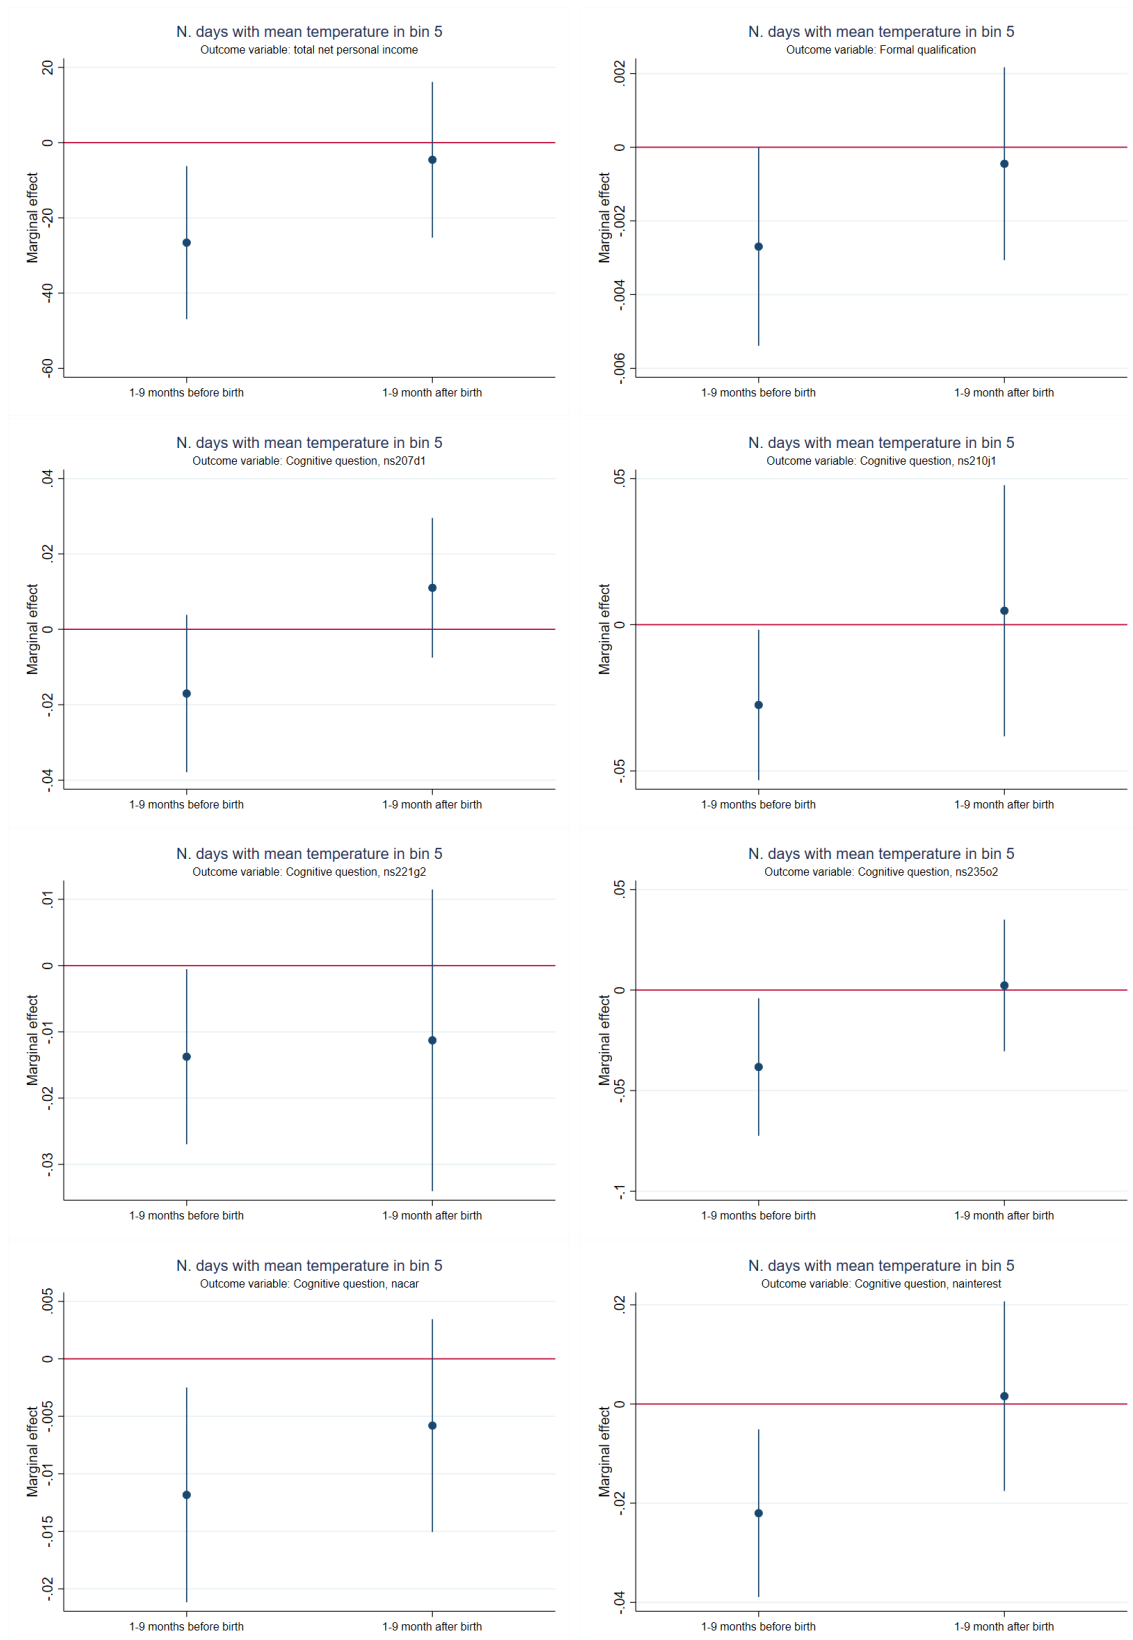 N. days with mean temperature in bin 5
Outcome variable: total net personal income
Marginal effect
20
0
-20
-40
-60
1-9 months before birth
1-9 month after birth
N. days with mean temperature in bin 5
Outcome variable: Formal qualification
Marginal effect
.002
0
-.002
-.004
-.006
1-9 months before birth
1-9 month after birth
N. days with mean temperature in bin 5
Outcome variable: Cognitive question, ns207d1
Marginal effect
.04
.02
0
-.02
-.04
1-9 months before birth
1-9 month after birth
N. days with mean temperature in bin 5
Outcome variable: Cognitive question, ns210j1
Marginal effect
.05
0
-.05
1-9 months before birth
1-9 month after birth
N. days with mean temperature in bin 5
Outcome variable: Cognitive question, ns221g2
Marginal effect
.01
0
-.01
-.02
-.03
1-9 months before birth
1-9 month after birth
N. days with mean temperature in bin 5
Outcome variable: Cognitive question, ns235o2
Marginal effect
.05
0
-.05
-.1
1-9 months before birth
1-9 month after birth
N. days with mean temperature in bin 5
Outcome variable: Cognitive question, nacar
Marginal effect
.005
0
-.005
-.01
-.015
-.02
1-9 months before birth
1-9 month after birth
N. days with mean temperature in bin 5
Outcome variable: Cognitive question, nainterest
Marginal effect
.02
0
-.02
-.04
1-9 months before birth
1-9 month after birth